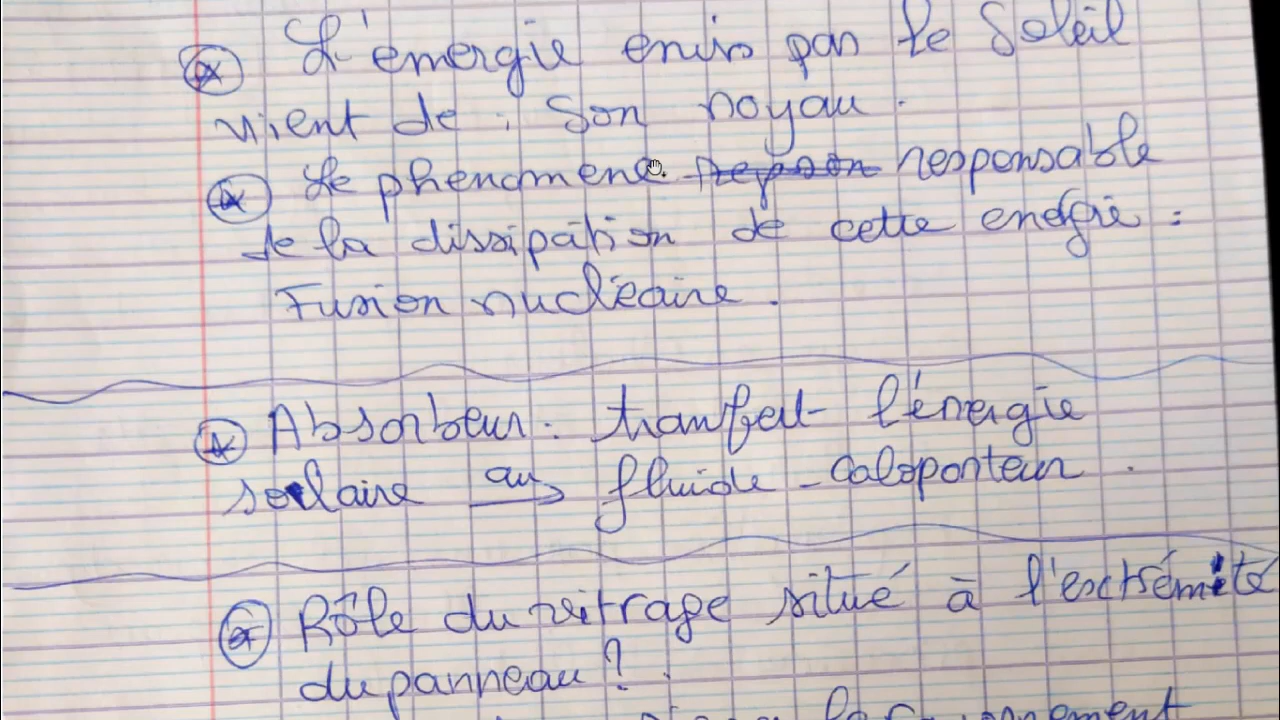 L'énergie émis par le Soleil
vient de : Son noyau.
Le phénomène responsable
de la dissipation de cette energie :
Fusion nucléaire.
Absorbeur : transfert l'énergie
solaire au → fluide-caloporteur.
Rôle du vitrage situé à l'extrémité
du panneau ?